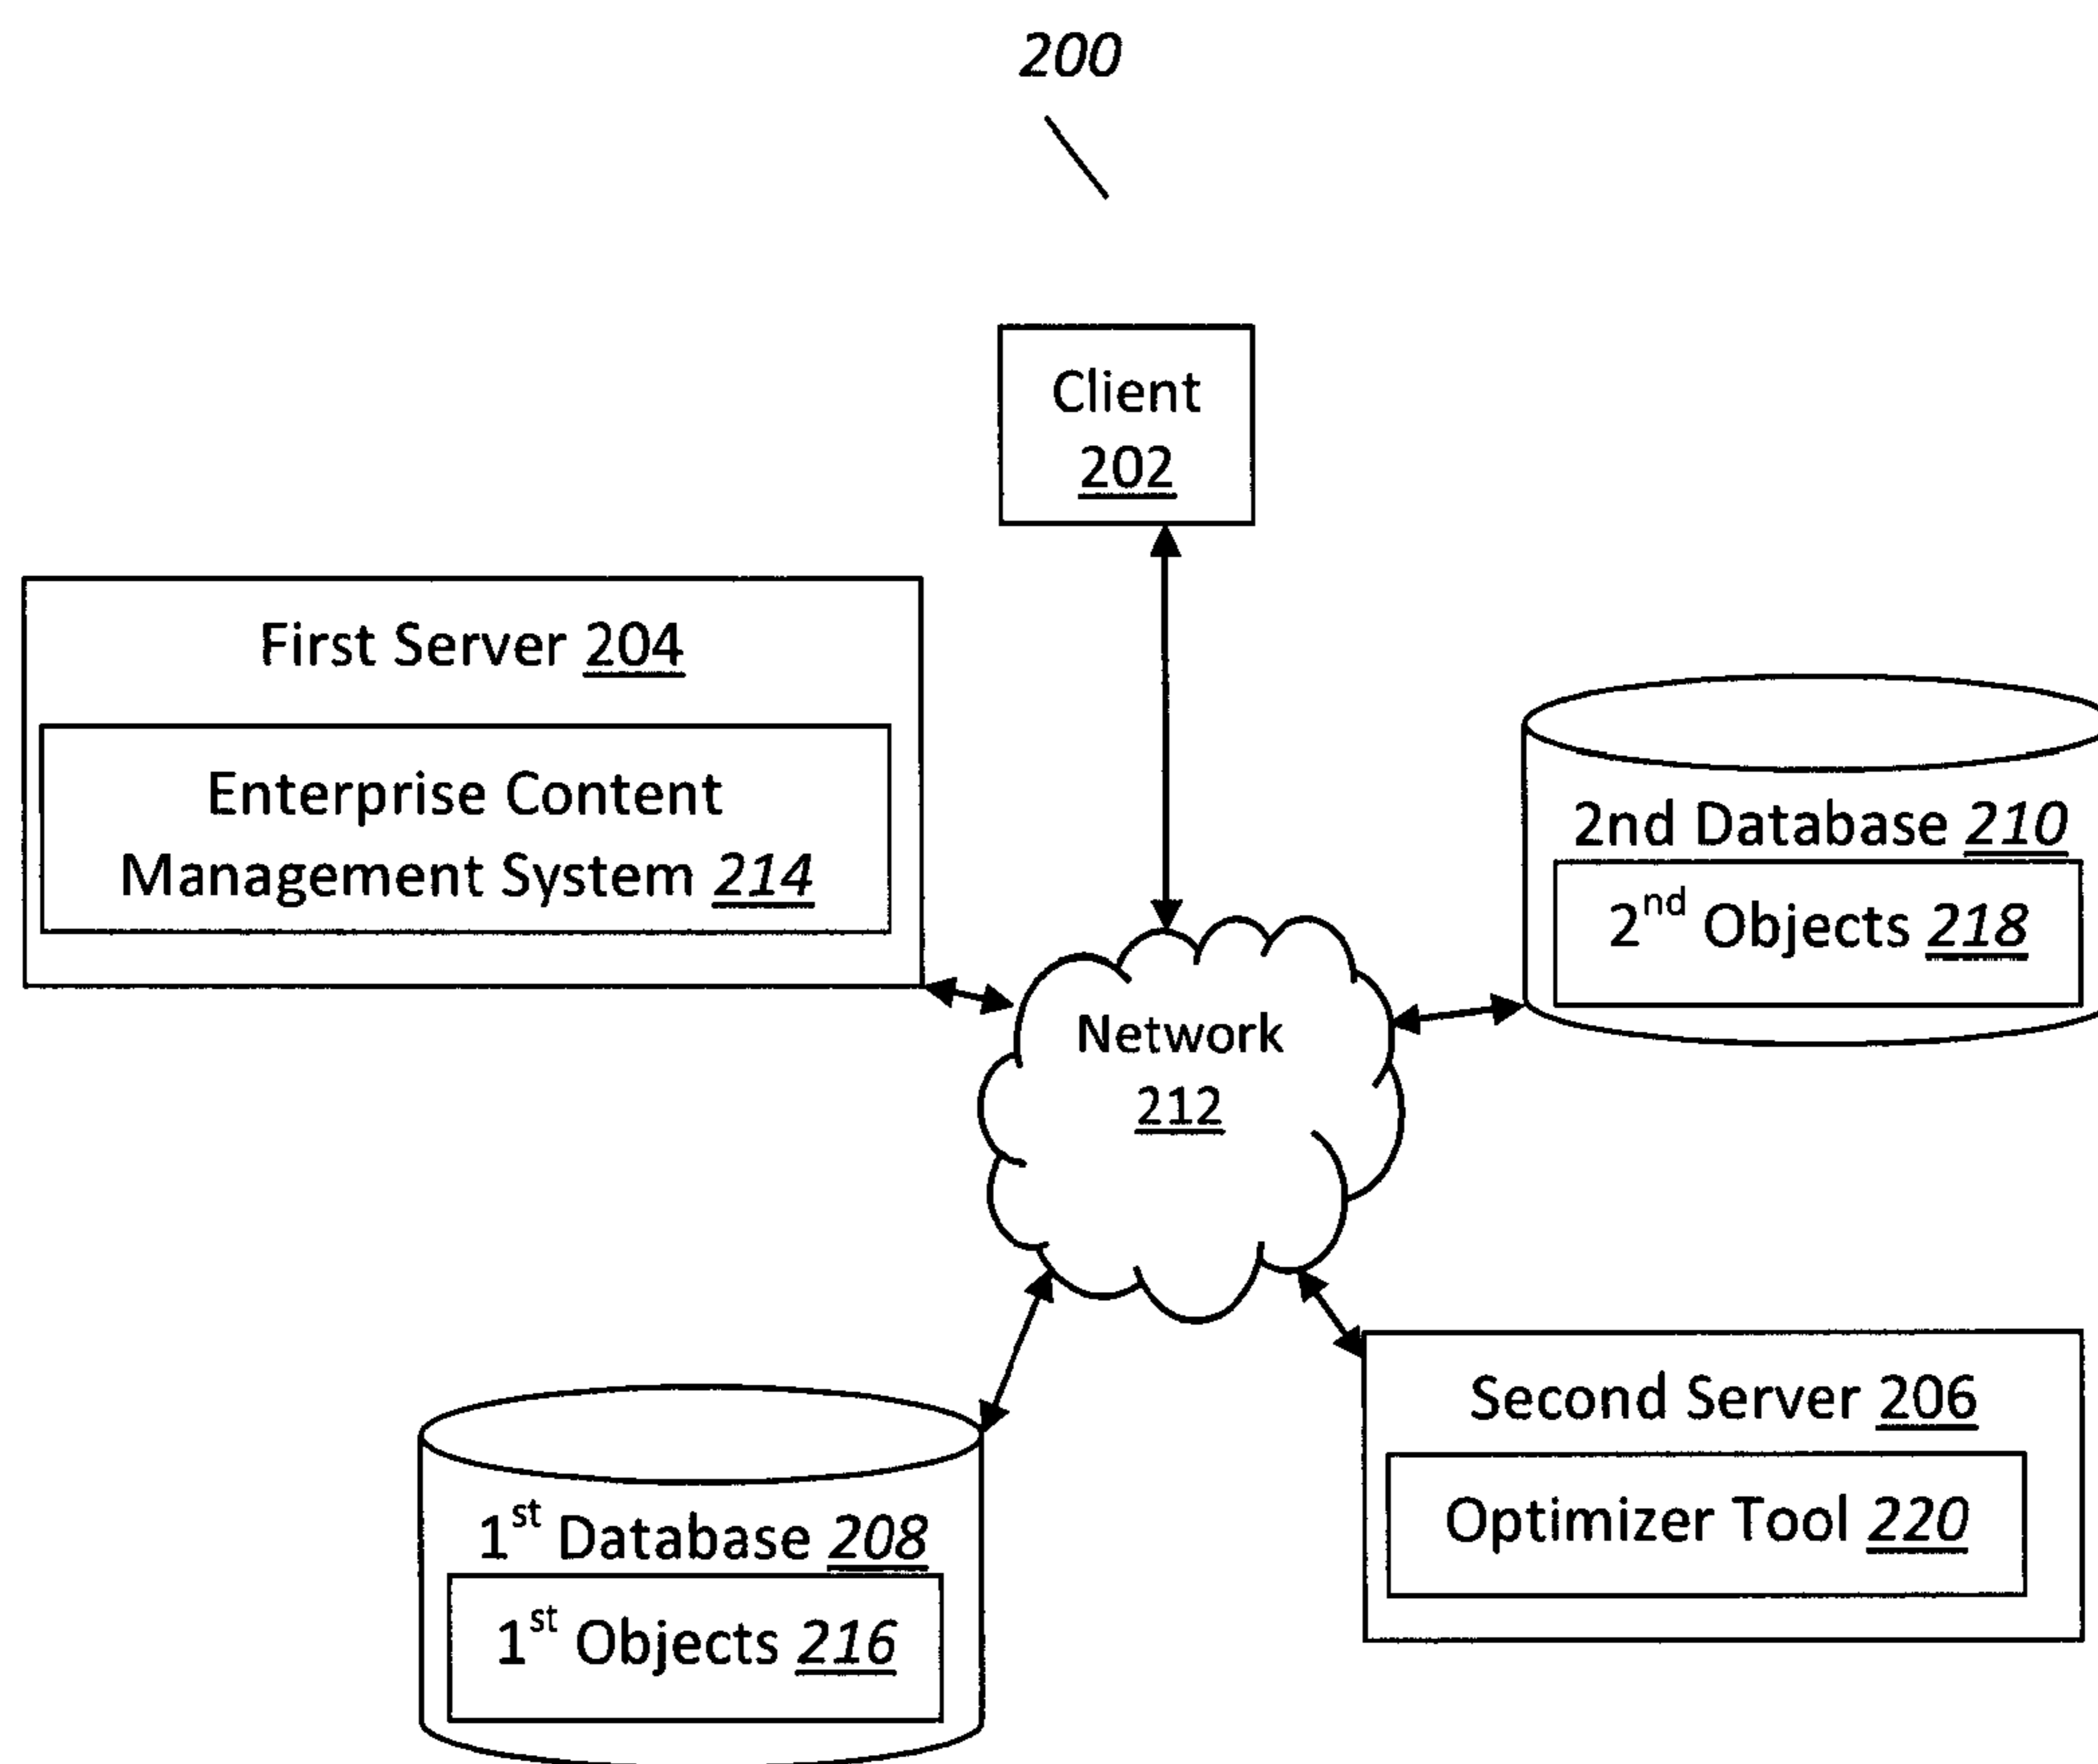 200
Client
202
First Server 204
Enterprise Content
Management System 214
2nd Database 210
2nd Objects 218
Network
212
Second Server 206
Optimizer Tool 220
1st Database 208
1st Objects 216